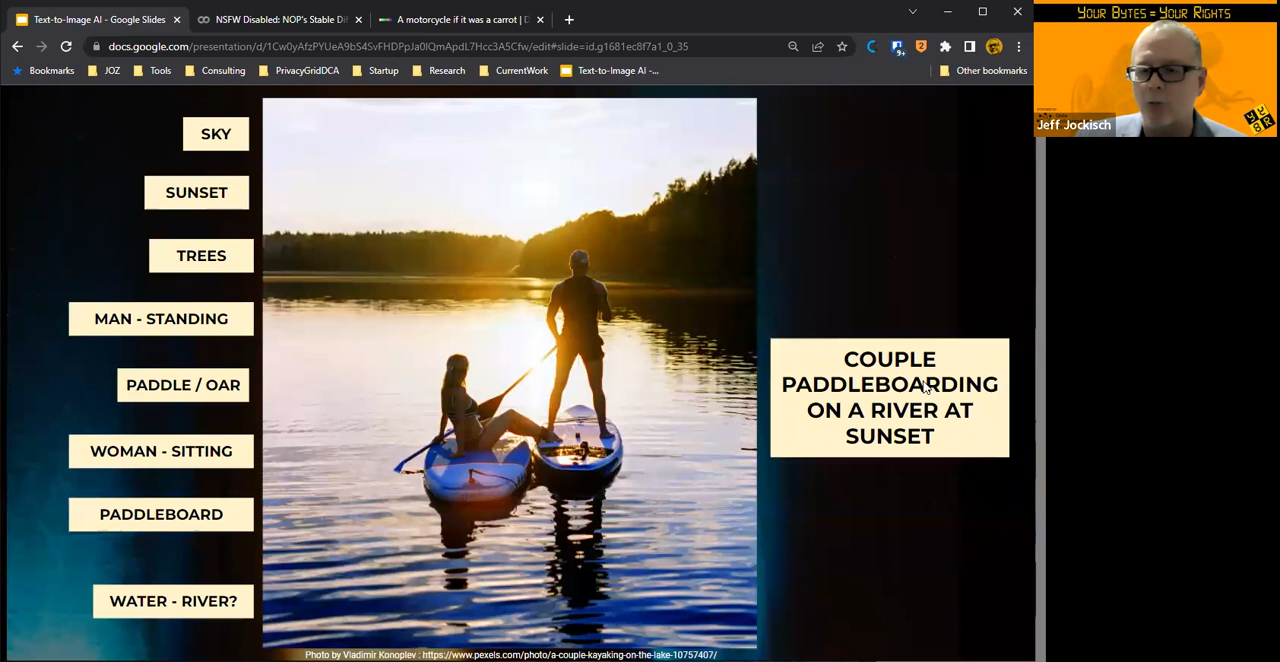 Text-to-Image AI - Google Slides
NSFW Disabled: NOP's Stable Dif
A motorcycle if it was a carrot | D
docs.google.com/presentation/d/1Cw0yAfzPYUeA9bS4SvFHDPpJa0lQmApdL7Hcc3A5Cfw/edit#slide=id.g1681ec8f7a1_0_35
9+
2
Bookmarks
JOZ
Tools
Consulting
PrivacyGridDCA
Startup
Research
CurrentWork
Text-to-Image AI -...
Other bookmarks
YOUR BYTES = YOUR RIGHTS
Jeff Jockisch
SKY
SUNSET
TREES
MAN - STANDING
PADDLE / OAR
WOMAN - SITTING
PADDLEBOARD
WATER - RIVER?
COUPLE
PADDLEBOARDING
ON A RIVER AT
SUNSET
Photo by Vladimir Konoplev : https://www.pexels.com/photo/a-couple-kayaking-on-the-lake-10757407/